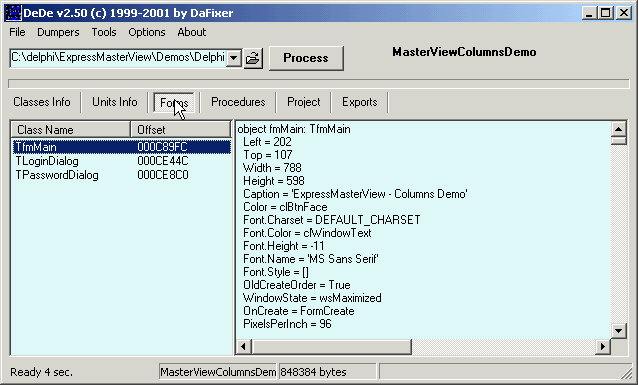 DeDe v2.50 (c) 1999-2001 by DaFixer
File Dumpers Tools Options About
C:\delphi\ExpressMasterView\Demos\Delphi Process MasterViewColumnsDemo
Classes Info Units Info Forms Procedures Project Exports
Class Name Offset
TfmMain 000C89FC
TLoginDialog 000CE44C
TPasswordDialog 000CE8C0
object fmMain: TfmMain
Left = 202
Top = 107
Width = 788
Height = 598
Caption = 'ExpressMasterView - Columns Demo'
Color = clBtnFace
Font.Charset = DEFAULT_CHARSET
Font.Color = clWindowText
Font.Height = -11
Font.Name = 'MS Sans Serif'
Font.Style = []
OldCreateOrder = True
WindowState = wsMaximized
OnCreate = FormCreate
PixelsPerInch = 96
Ready 4 sec. MasterViewColumnsDem 848384 bytes